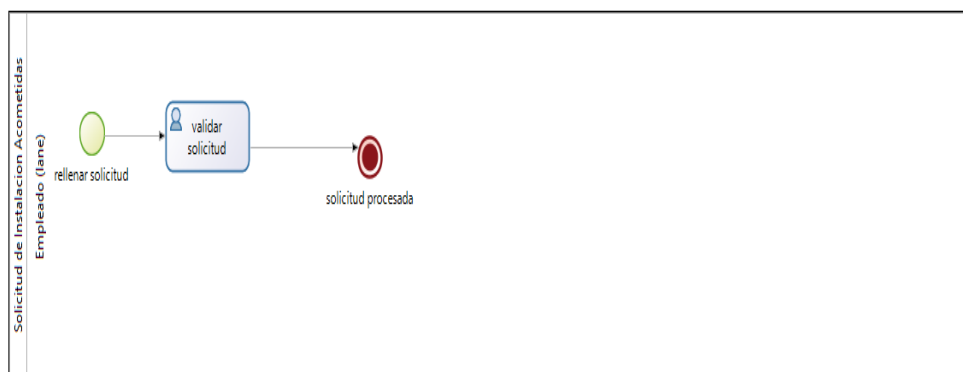 Solicitud de Instalacion Acometidas
Empleado (lane)
rellenar solicitud
validar
solicitud
solicitud procesada